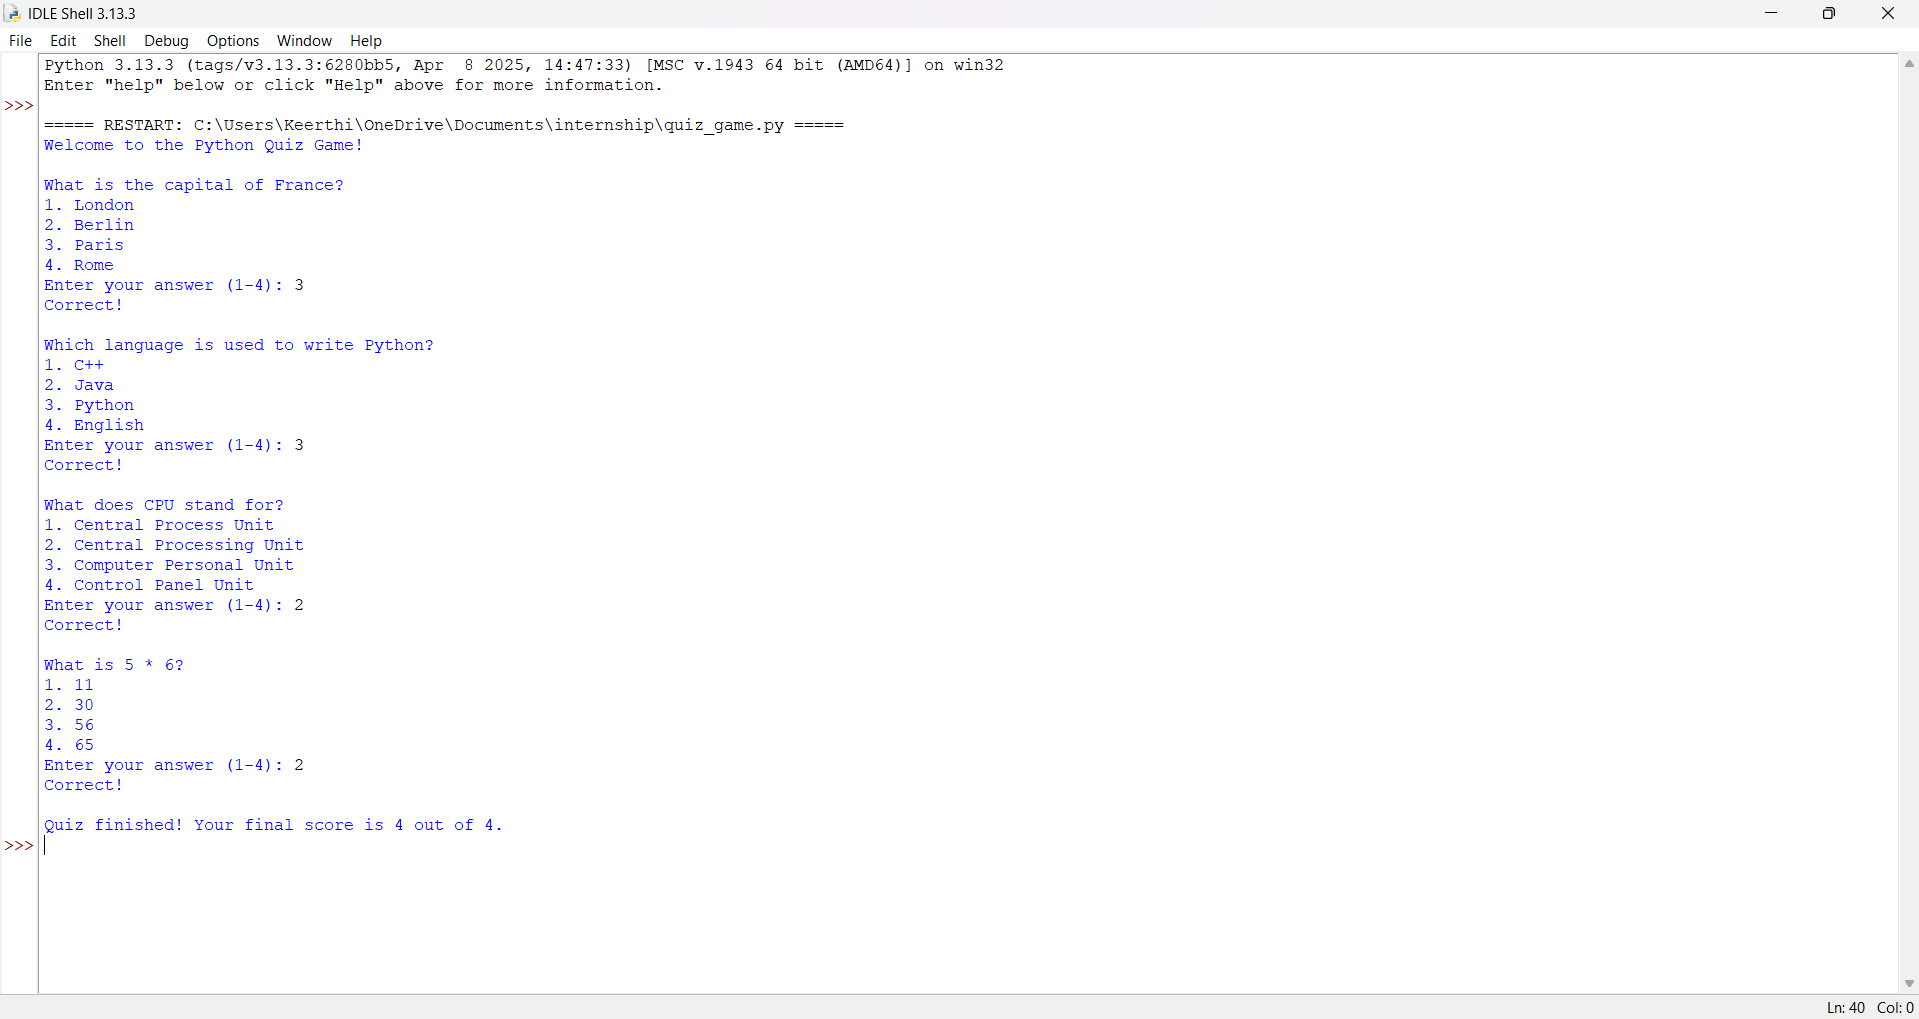 IDLE Shell 3.13.3
File Edit Shell Debug Options Window Help
Python 3.13.3 (tags/v3.13.3:6280bb5, Apr  8 2025, 14:47:33) [MSC v.1943 64 bit (AMD64)] on win32
Enter "help" below or click "Help" above for more information.
>>>
===== RESTART: C:\Users\Keerthi\OneDrive\Documents\internship\quiz_game.py =====
Welcome to the Python Quiz Game!
What is the capital of France?
1. London
2. Berlin
3. Paris
4. Rome
Enter your answer (1-4): 3
Correct!
Which language is used to write Python?
1. C++
2. Java
3. Python
4. English
Enter your answer (1-4): 3
Correct!
What does CPU stand for?
1. Central Process Unit
2. Central Processing Unit
3. Computer Personal Unit
4. Control Panel Unit
Enter your answer (1-4): 2
Correct!
What is 5 * 6?
1. 11
2. 30
3. 56
4. 65
Enter your answer (1-4): 2
Correct!
Quiz finished! Your final score is 4 out of 4.
>>>
Ln: 40 Col: 0